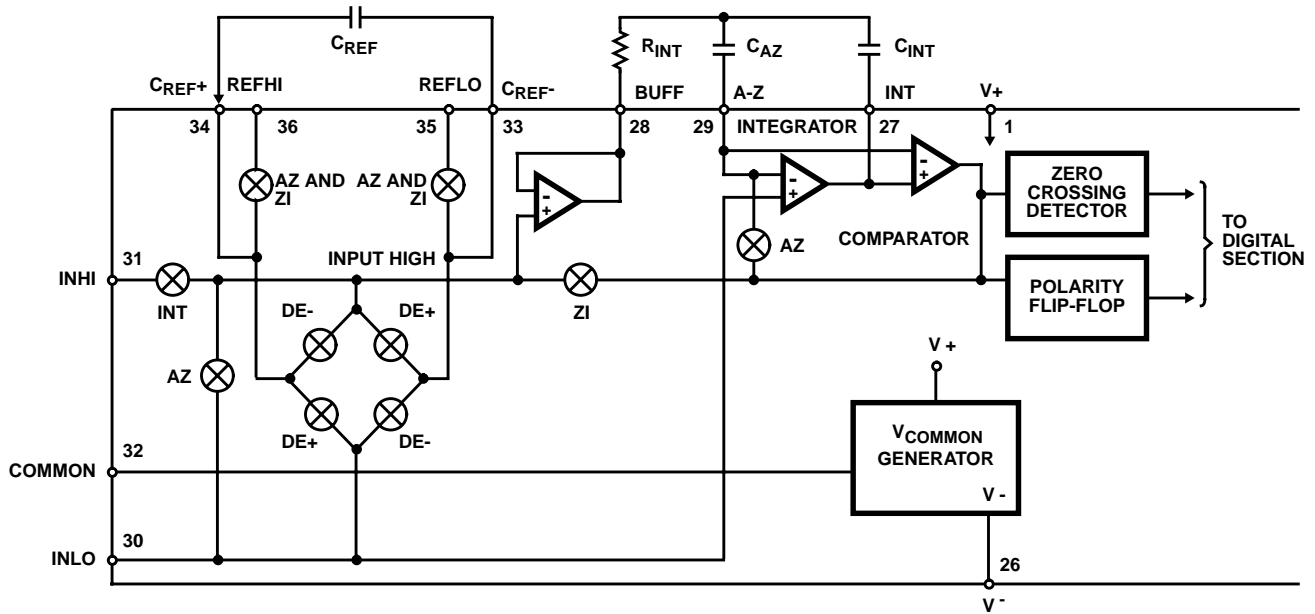 CREF
RINT
CAZ
CINT
CREF+
REFHI
REFLO
CREF-
BUFF
A-Z
INT
V+
34
36
35
33
28
29
INTEGRATOR
27
1
AZ AND
ZI
AZ AND
ZI
-
+
-
+
-
+
ZERO
CROSSING
DETECTOR
TO
DIGITAL
SECTION
AZ
COMPARATOR
31
INHI
INT
INPUT HIGH
ZI
POLARITY
FLIP-FLOP
DE-
DE+
AZ
DE+
DE-
V +
32
COMMON
VCOMMON
GENERATOR
V -
30
INLO
26
V -